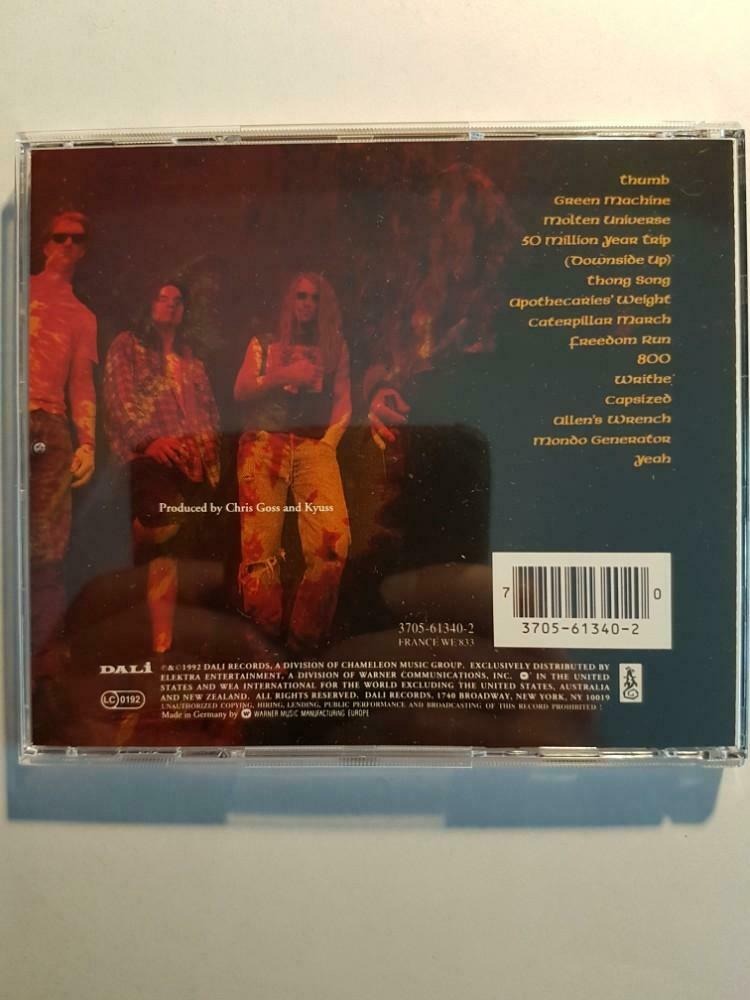 Thumb
Green Machine
Molten Universe
50 Million Year Trip
(Downside Up)
Thong Song
Apothecaries' Weight
Caterpillar March
Freedom Run
800
Writhe
Capsized
Allen's Wrench
Mondo Generator
Yeah
Produced by Chris Goss and Kyuss
7 0
3705-61340-2
3705-61340-2
FRANCE WE 833
DALI
LC 0192
℗&©1992 DALI RECORDS, A DIVISION OF CHAMELEON MUSIC GROUP. EXCLUSIVELY DISTRIBUTED BY
ELEKTRA ENTERTAINMENT, A DIVISION OF WARNER COMMUNICATIONS, INC. IN THE UNITED
STATES AND WEA INTERNATIONAL FOR THE WORLD EXCLUDING THE UNITED STATES, AUSTRALIA
AND NEW ZEALAND. ALL RIGHTS RESERVED. DALI RECORDS, 1740 BROADWAY, NEW YORK, NY 10019
UNAUTHORIZED COPYING, HIRING, LENDING, PUBLIC PERFORMANCE AND BROADCASTING OF THIS RECORD PROHIBITED !
Made in Germany by WARNER MUSIC MANUFACTURING EUROPE